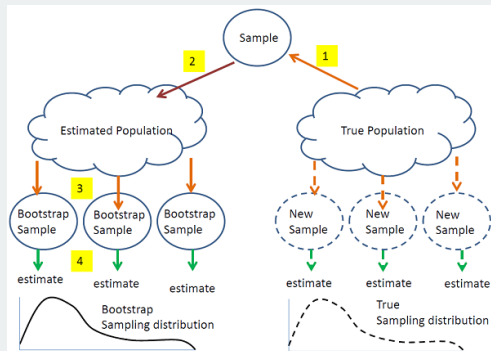 Sample
2
1
Estimated Population
True Population
3
Bootstrap
Sample
Bootstrap
Sample
Bootstrap
Sample
New
Sample
New
Sample
New
Sample
4
estimate
estimate
estimate
estimate
estimate
estimate
Bootstrap
Sampling distribution
True
Sampling distribution